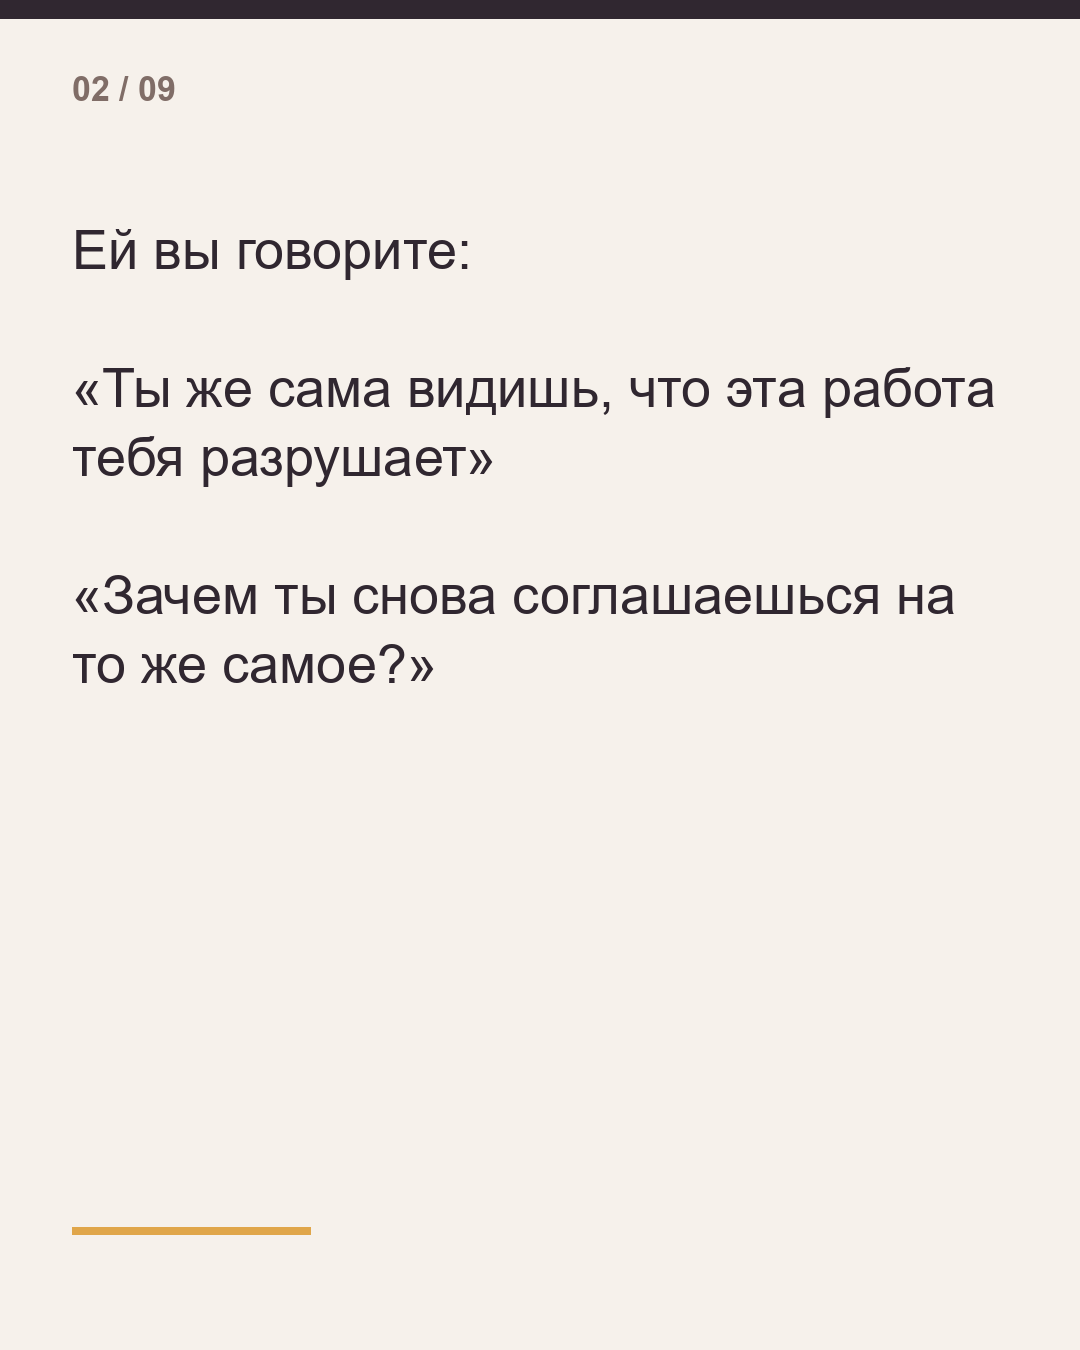 02 / 09
Ей вы говорите:
«Ты же сама видишь, что эта работа
тебя разрушает»
«Зачем ты снова соглашаешься на
то же самое?»